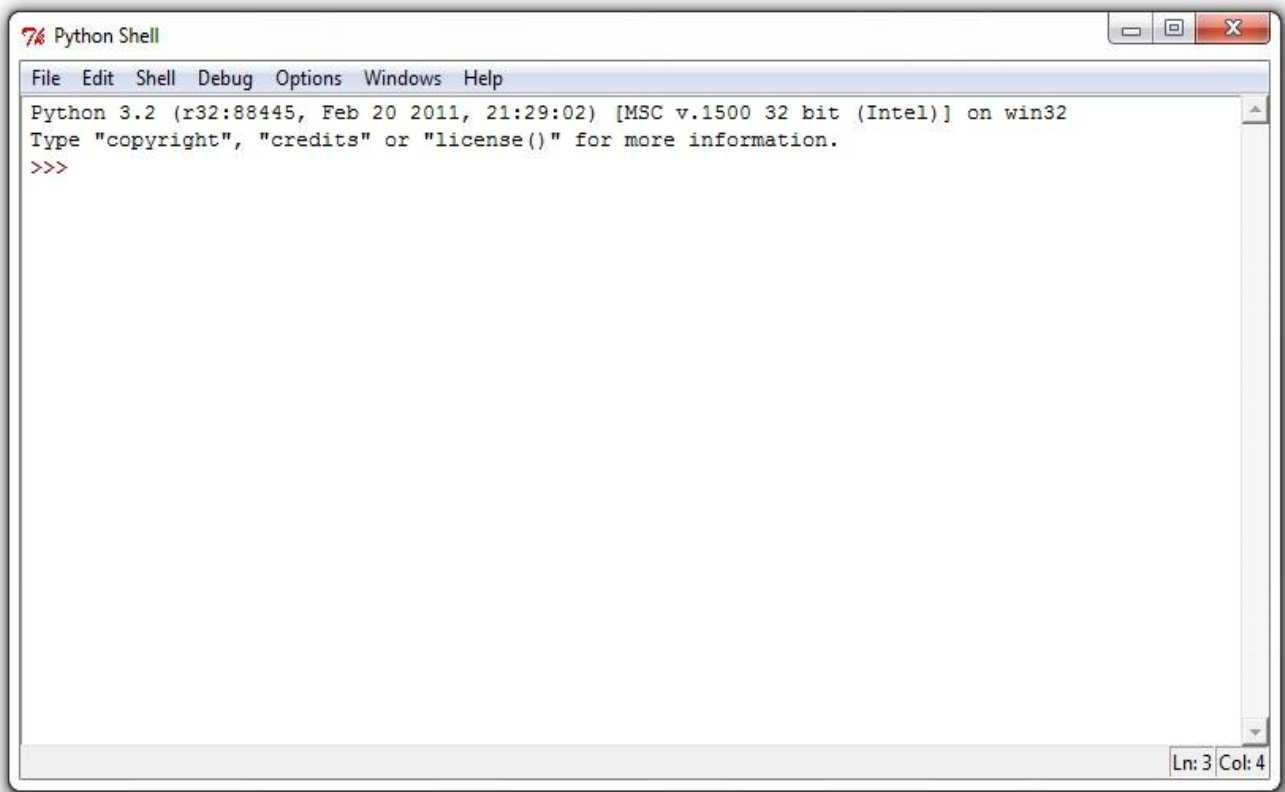 Python Shell
File Edit Shell Debug Options Windows Help
Python 3.2 (r32:88445, Feb 20 2011, 21:29:02) [MSC v.1500 32 bit (Intel)] on win32
Type "copyright", "credits" or "license()" for more information.
>>>
Ln: 3 Col: 4